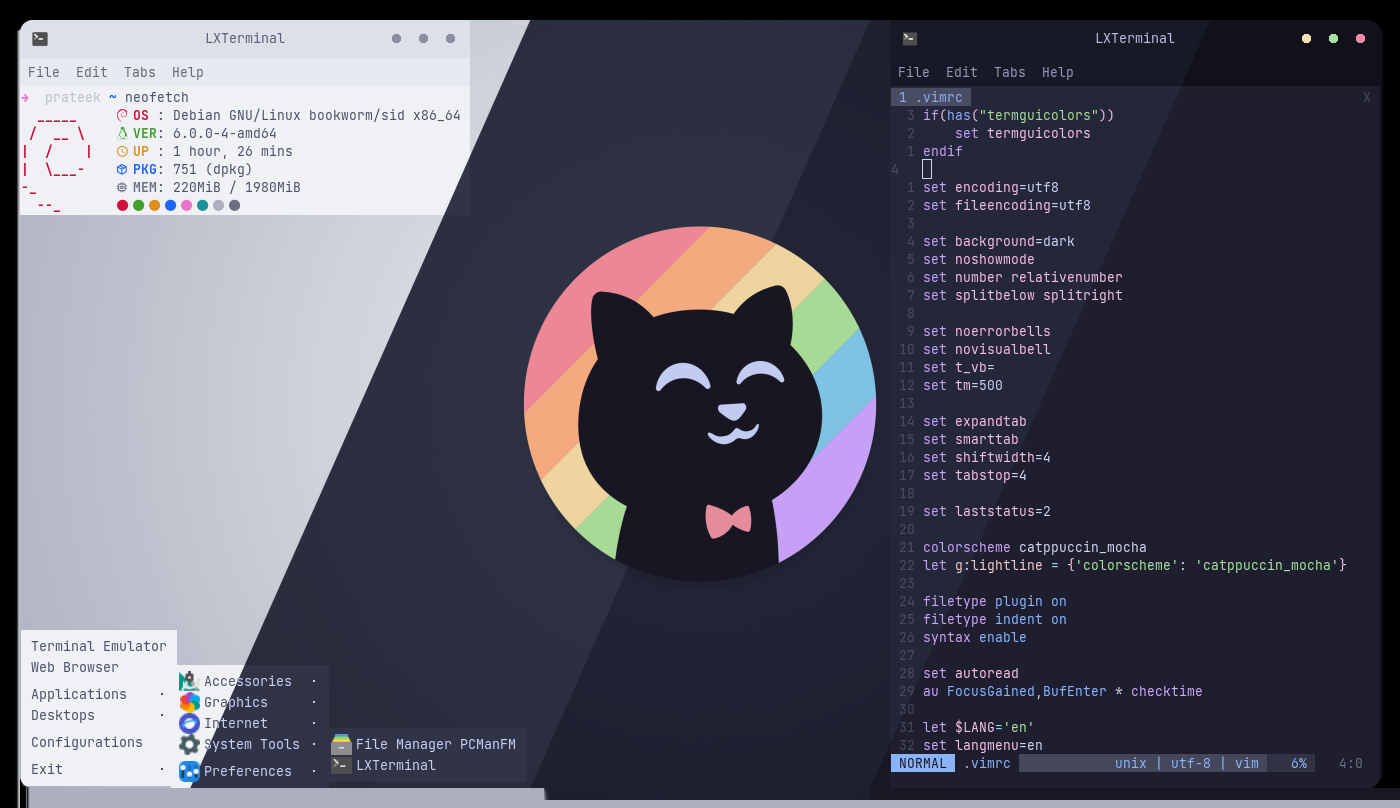 LXTerminal
File Edit Tabs Help
➜ prateek ~ neofetch
OS : Debian GNU/Linux bookworm/sid x86_64
VER: 6.0.0-4-amd64
UP : 1 hour, 26 mins
PKG: 751 (dpkg)
MEM: 220MiB / 1980MiB
Terminal Emulator
Web Browser
Applications
Desktops
Configurations
Exit
Accessories
Graphics
Internet
System Tools
Preferences
File Manager PCManFM
LXTerminal
LXTerminal
File Edit Tabs Help
1 .vimrc X
3 if(has("termguicolors"))
2     set termguicolors
1 endif
4
1 set encoding=utf8
2 set fileencoding=utf8
3
4 set background=dark
5 set noshowmode
6 set number relativenumber
7 set splitbelow splitright
8
9 set noerrorbells
10 set novisualbell
11 set t_vb=
12 set tm=500
13
14 set expandtab
15 set smarttab
16 set shiftwidth=4
17 set tabstop=4
18
19 set laststatus=2
20
21 colorscheme catppuccin_mocha
22 let g:lightline = {'colorscheme': 'catppuccin_mocha'}
23
24 filetype plugin on
25 filetype indent on
26 syntax enable
27
28 set autoread
29 au FocusGained,BufEnter * checktime
30
31 let $LANG='en'
32 set langmenu=en
NORMAL .vimrc unix | utf-8 | vim 6% 4:0